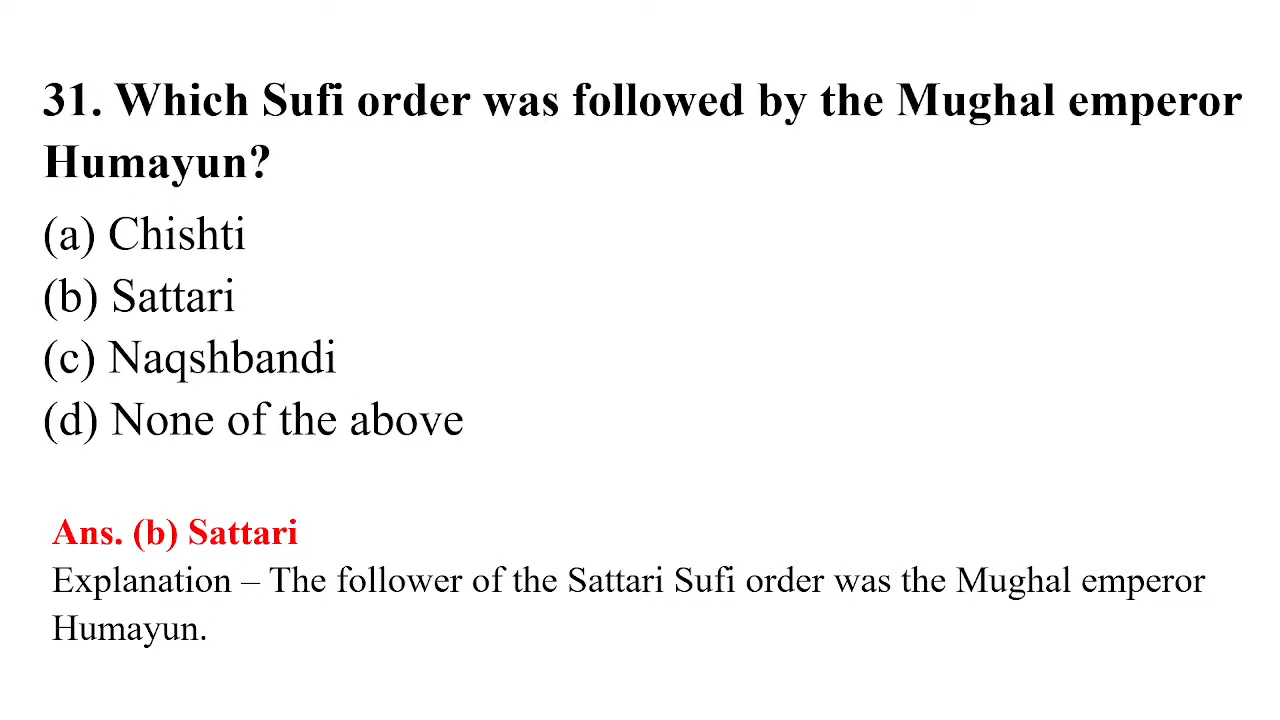 31. Which Sufi order was followed by the Mughal emperor
Humayun?
(a) Chishti
(b) Sattari
(c) Naqshbandi
(d) None of the above
Ans. (b) Sattari
Explanation – The follower of the Sattari Sufi order was the Mughal emperor
Humayun.